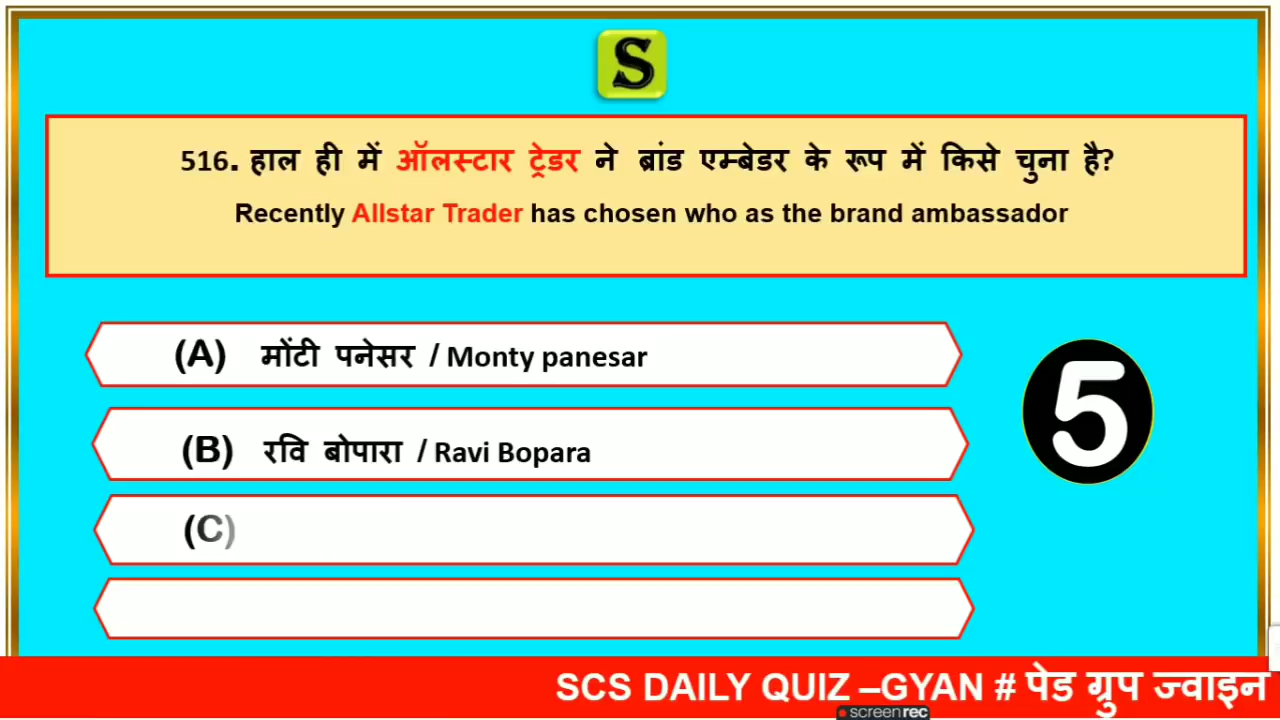 S
516. हाल ही में ऑलस्टार ट्रेडर ने ब्रांड एम्बेडर के रूप में किसे चुना है?
Recently Allstar Trader has chosen who as the brand ambassador
(A) मोंटी पनेसर / Monty panesar
(B) रवि बोपारा / Ravi Bopara
5
(C)
SCS DAILY QUIZ –GYAN # पेड ग्रुप ज्वाइन
screenrec